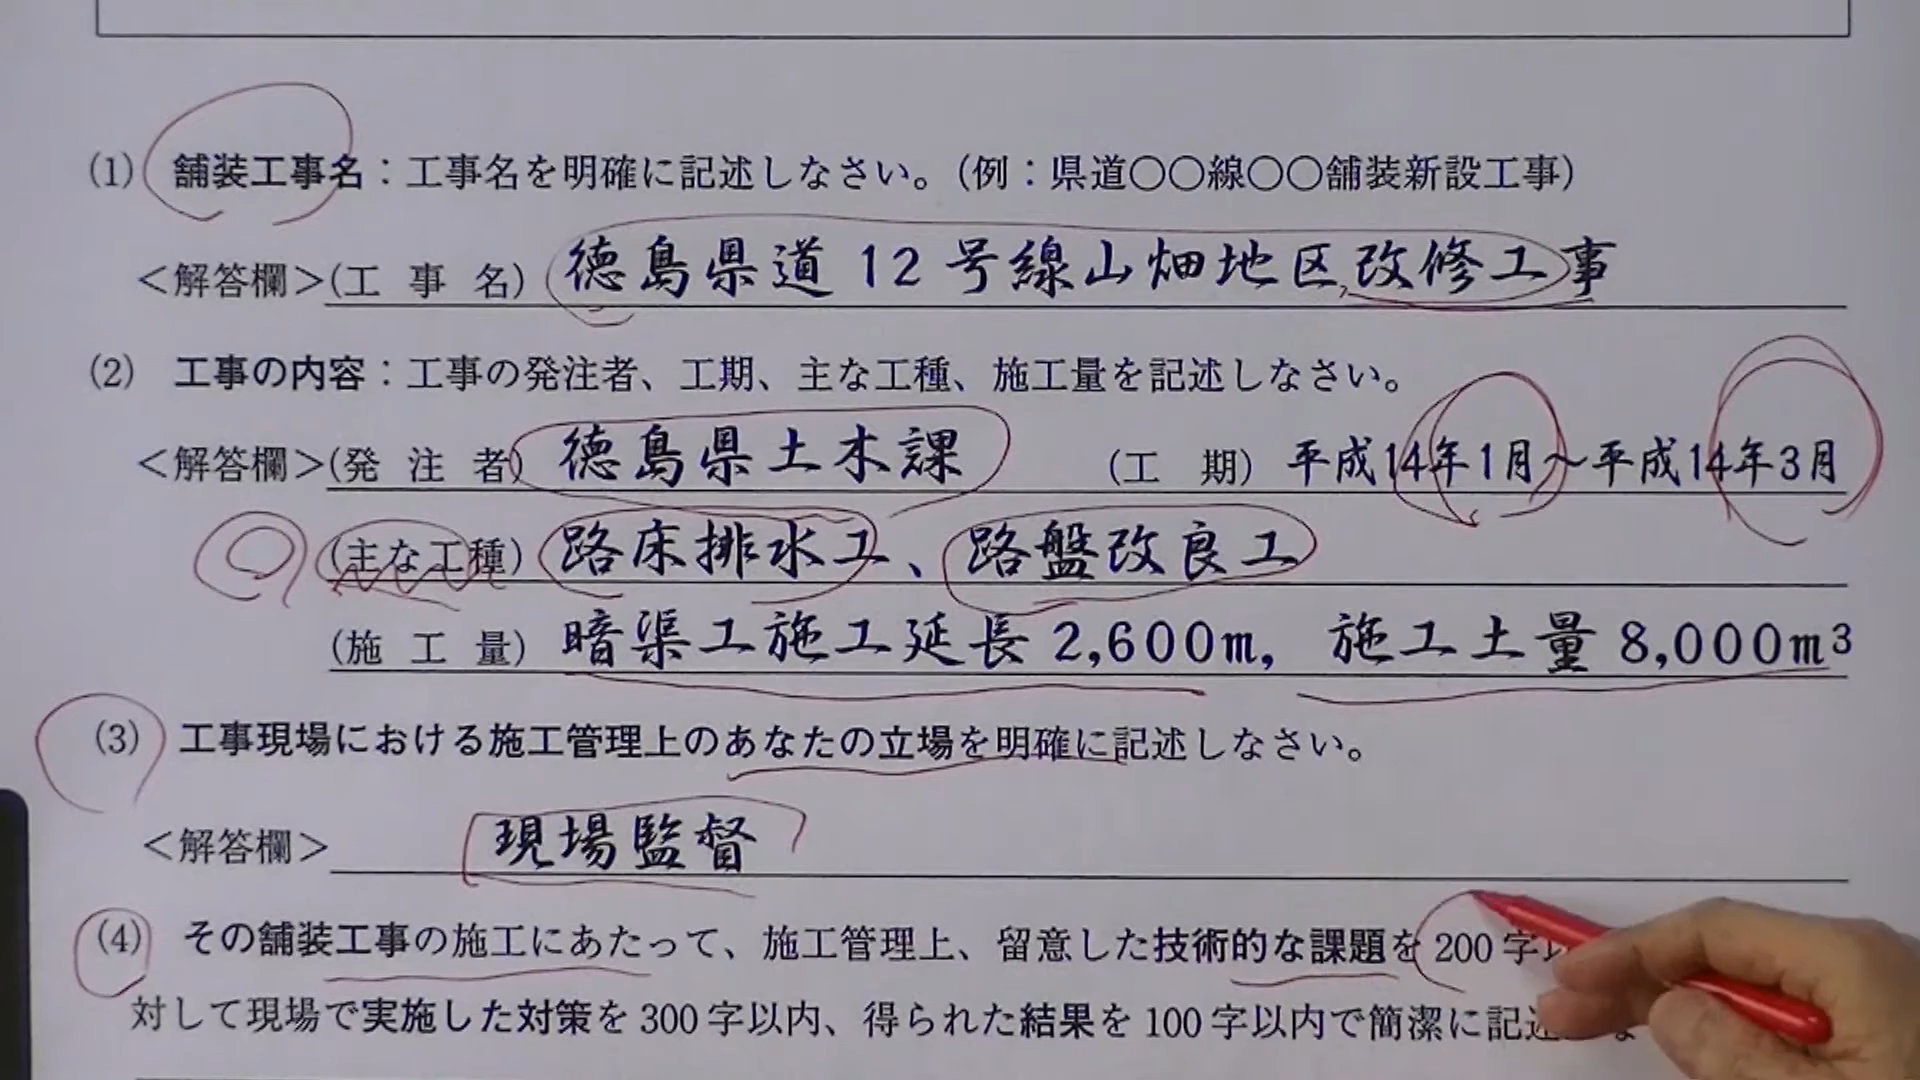 (1) 舗装工事名：工事名を明確に記述しなさい。(例：県道〇〇線〇〇舗装新設工事)
＜解答欄＞(工事名) 徳島県道12号線山畑地区改修工事
(2) 工事の内容：工事の発注者、工期、主な工種、施工量を記述しなさい。
＜解答欄＞(発注者) 徳島県土木課 (工期) 平成14年1月～平成14年3月
(主な工種) 路床排水工、路盤改良工
(施工量) 暗渠工施工延長2,600m, 施工土量8,000m3
(3) 工事現場における施工管理上のあなたの立場を明確に記述しなさい。
＜解答欄＞ 現場監督
(4) その舗装工事の施工にあたって、施工管理上、留意した技術的な課題を200字
対して現場で実施した対策を300字以内、得られた結果を100字以内で簡潔に記述